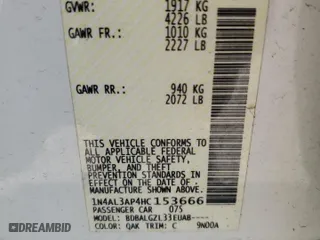 GVWR: 1917 KG
4226 LB
GAWR FR.: 1010 KG
2227 LB
GAWR RR.: 940 KG
2072 LB
THIS VEHICLE CONFORMS TO
ALL APPLICABLE FEDERAL
MOTOR VEHICLE SAFETY,
BUMPER, AND THEFT
PREVENTION STANDARDS IN
EFFECT ON THE DATE OF
MANUFACTURE SHOWN ABOVE
1N4AL3AP4HC153666
PASSENGER CAR 075
MODEL: BDBALGZL33EUAB----
COLOR: QAK TRIM: C 9N00A